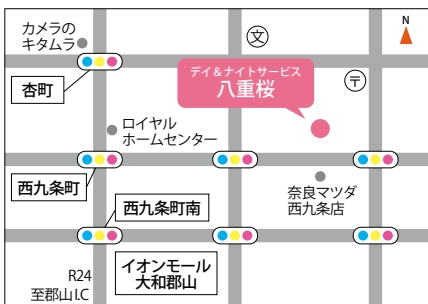 カメラの
キタムラ
文
N
デイ&ナイトサービス
八重桜
〒
杏町
ロイヤル
ホームセンター
西九条町
奈良マツダ
西九条店
西九条町南
イオンモール
大和郡山
R24
至郡山I.C